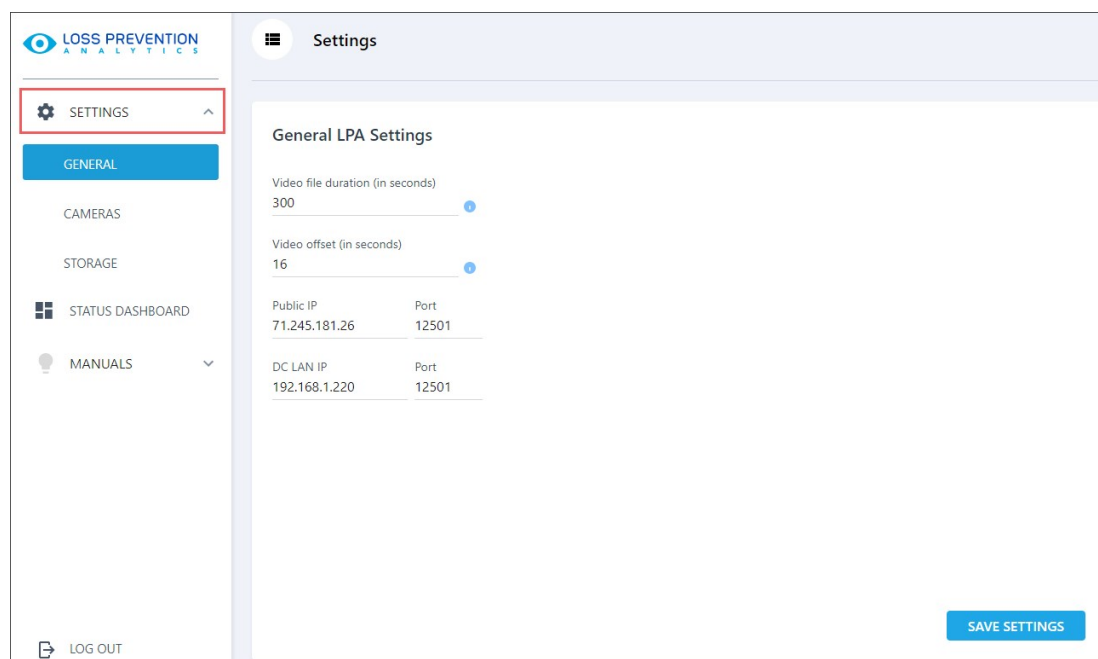 LOSS PREVENTION
ANALYTICS
SETTINGS
GENERAL
CAMERAS
STORAGE
STATUS DASHBOARD
MANUALS
LOG OUT
Settings
General LPA Settings
Video file duration (in seconds)
300
Video offset (in seconds)
16
Public IP Port
71.245.181.26 12501
DC LAN IP Port
192.168.1.220 12501
SAVE SETTINGS